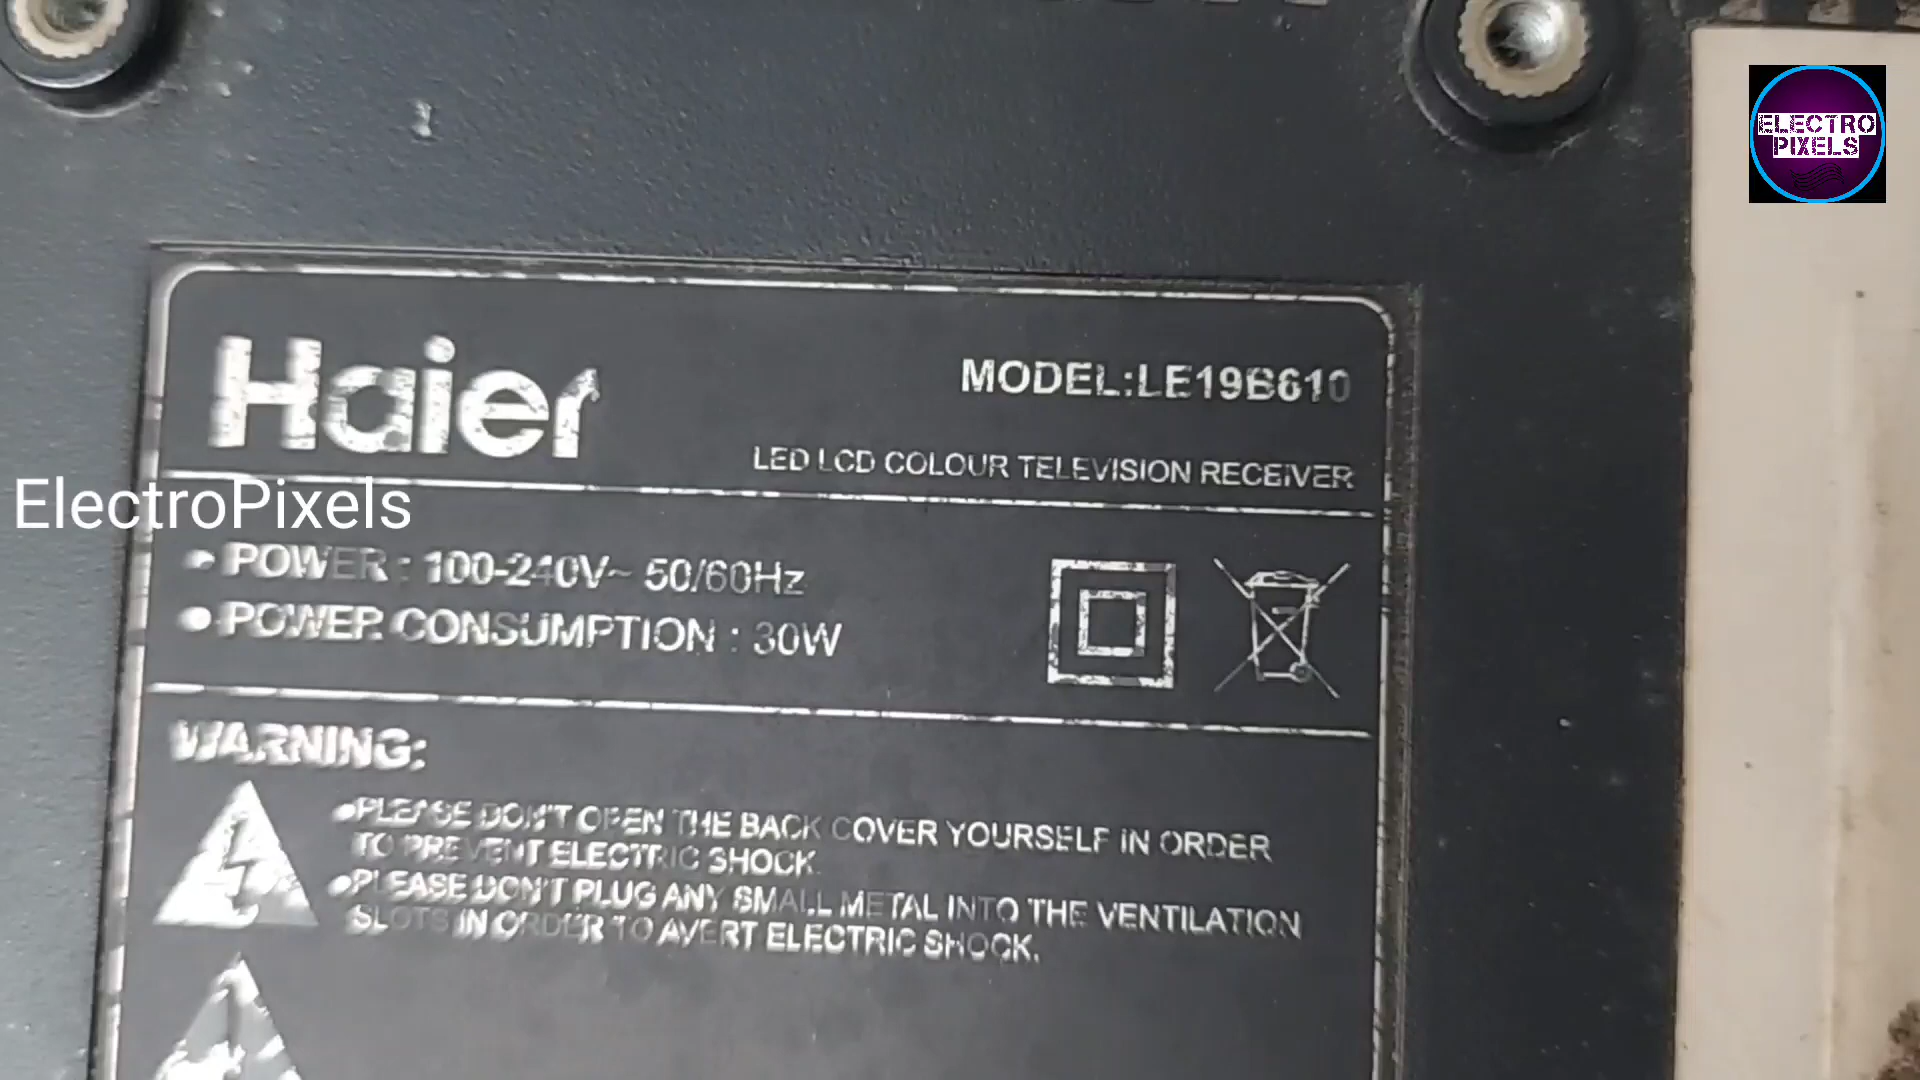 ELECTRO
PIXELS
Haier
MODEL:LE19B610
LED LCD COLOUR TELEVISION RECEIVER
ElectroPixels
• POWER : 100-240V~ 50/60Hz
• POWER CONSUMPTION : 30W
WARNING:
•PLEASE DON'T OPEN THE BACK COVER YOURSELF IN ORDER
TO PREVENT ELECTRIC SHOCK.
•PLEASE DON'T PLUG ANY SMALL METAL INTO THE VENTILATION
SLOTS IN ORDER TO AVERT ELECTRIC SHOCK.